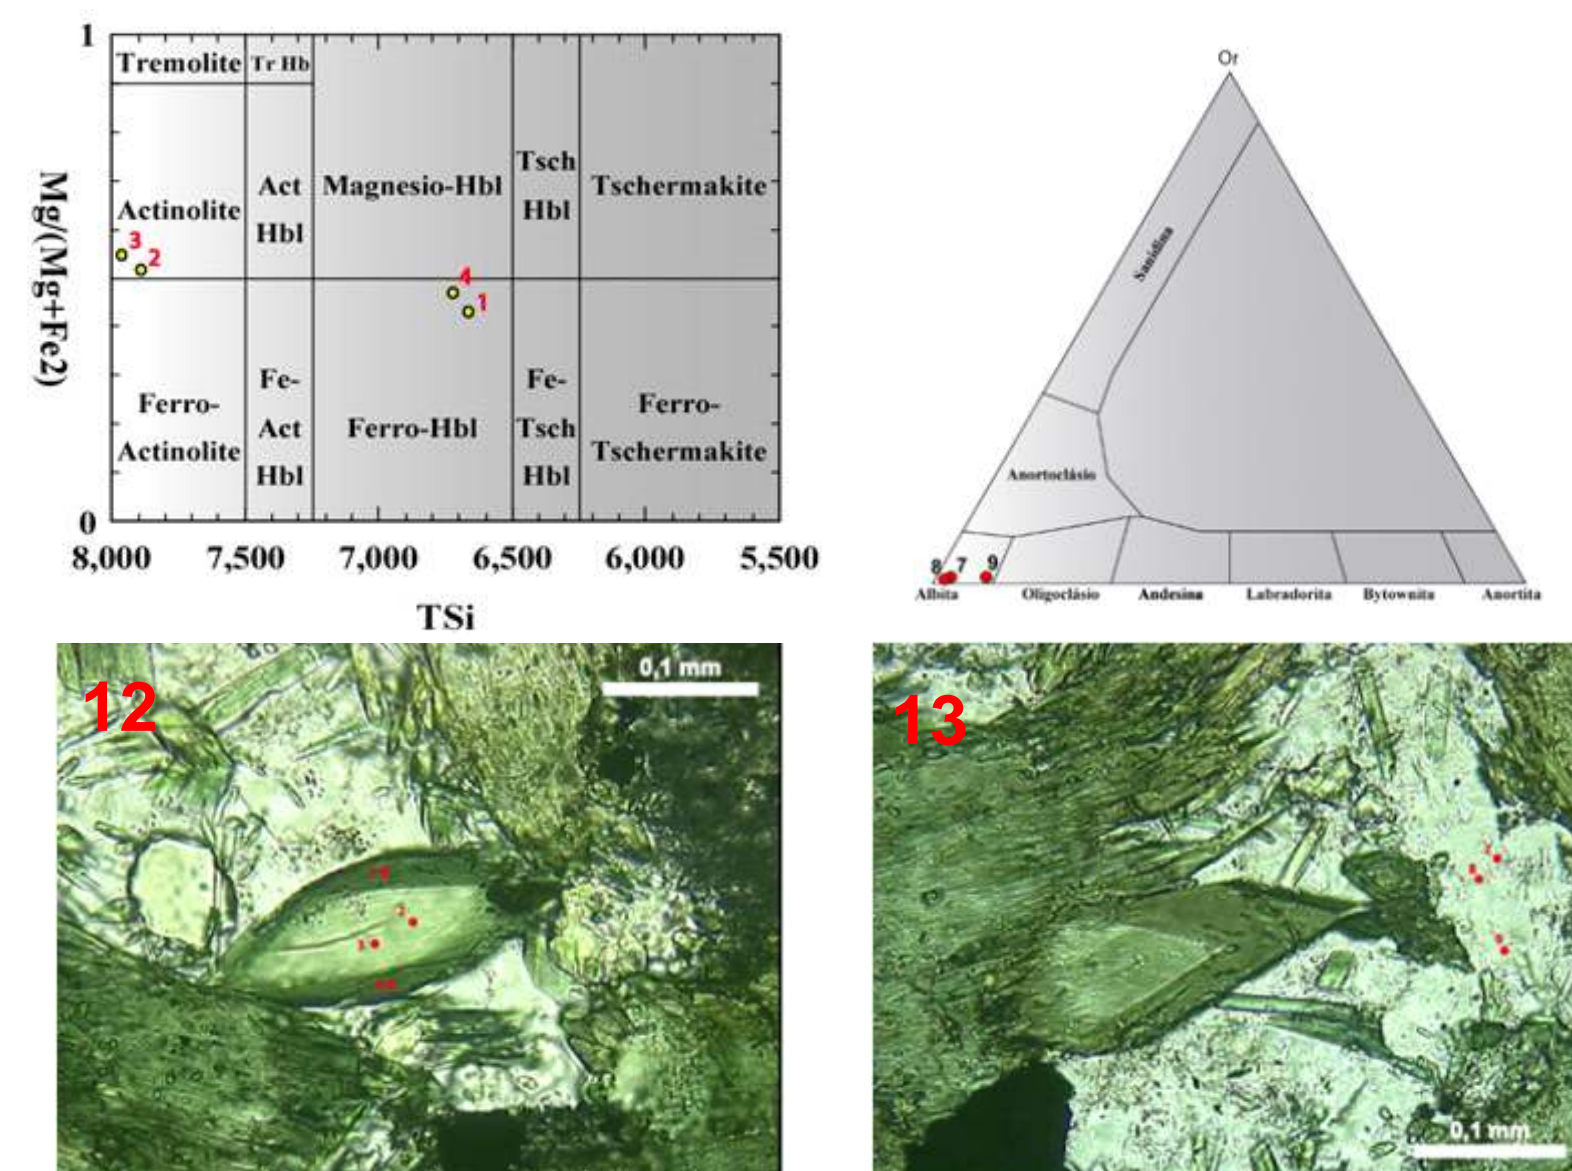 1
Mg/(Mg+Fe2)
0
Tremolite
Tr Hb
Actinolite
Act
Hbl
Magnesio-Hbl
Tsch
Hbl
Tschermakite
3
2
4
1
Ferro-
Actinolite
Fe-
Act
Hbl
Ferro-Hbl
Fe-
Tsch
Hbl
Ferro-
Tschermakite
8,000 7,500 7,000 6,500 6,000 5,500
TSi
Or
Sanidina
Anortoclásio
8 7 9
Albita Oligoclásio Andesina Labradorita Bytownita Anortita
12
0,1 mm
2
3
13
0,1 mm